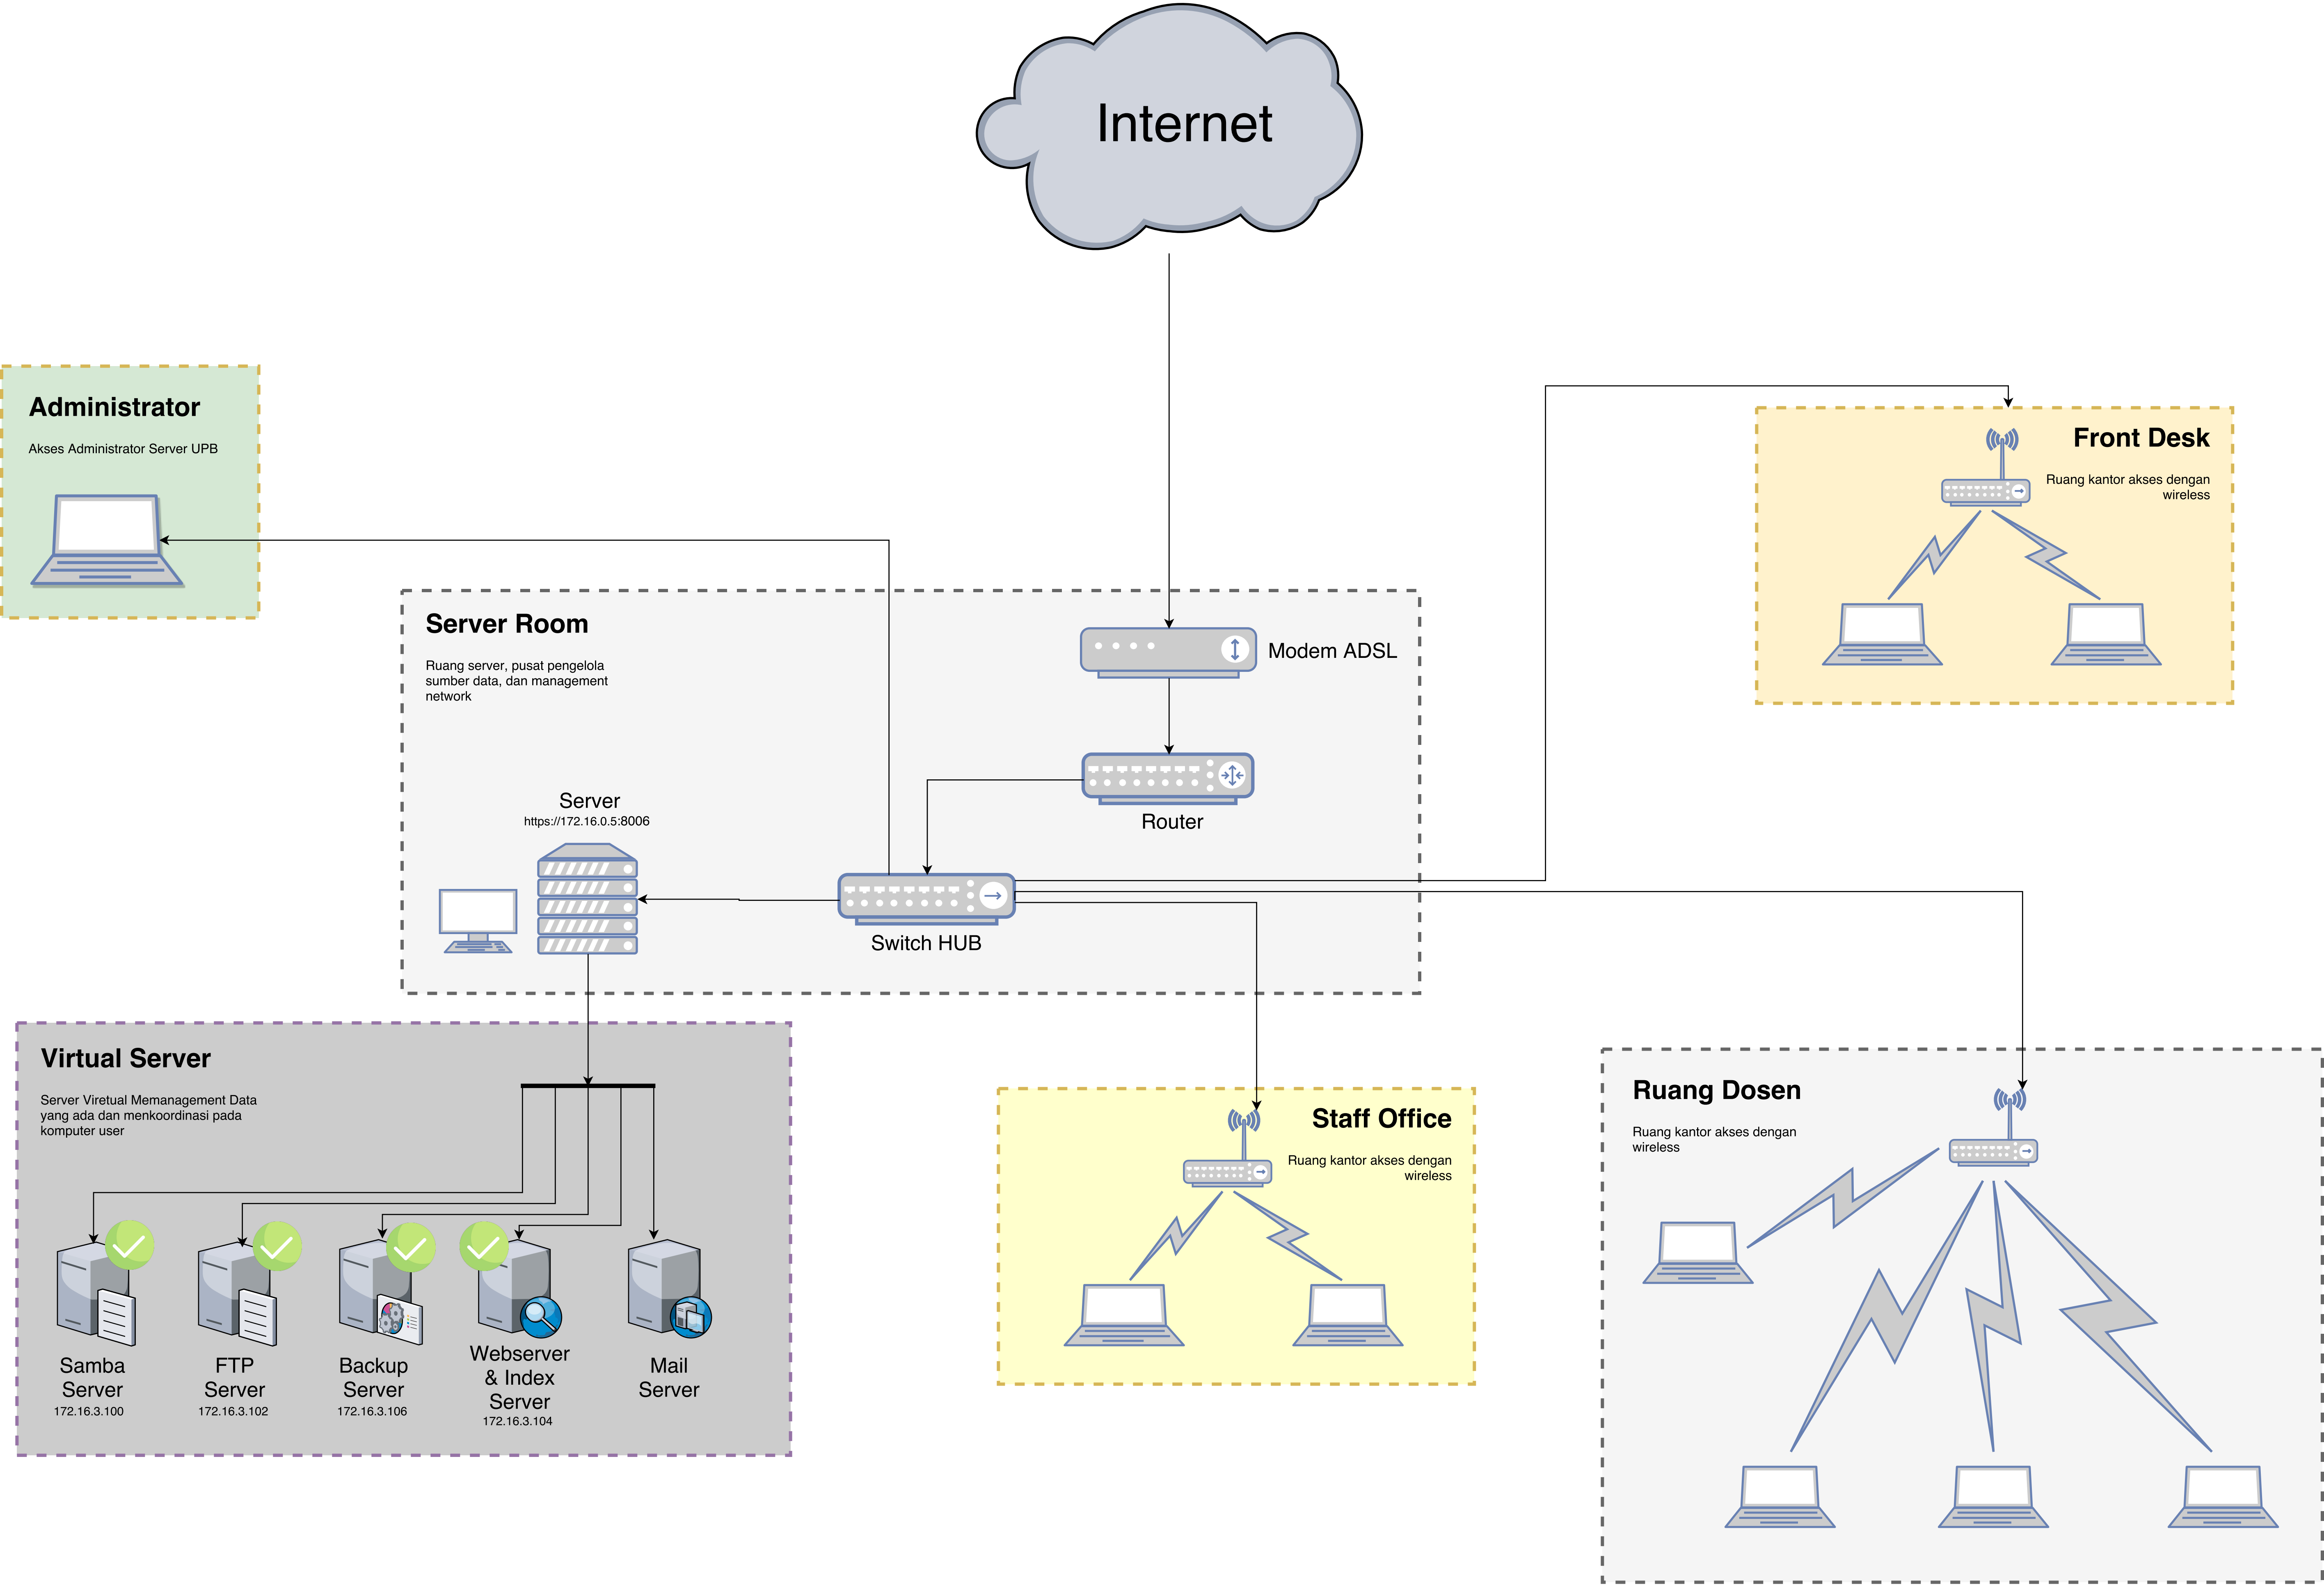 Internet
Administrator
Akses Administrator Server UPB
Front Desk
Ruang kantor akses dengan
wireless
Server Room
Ruang server, pusat pengelola
sumber data, dan management
network
Modem ADSL
Router
Server
https://172.16.0.5:8006
Switch HUB
Virtual Server
Server Viretual Memanagement Data
yang ada dan menkoordinasi pada
komputer user
Samba
Server
172.16.3.100
FTP
Server
172.16.3.102
Backup
Server
172.16.3.106
Webserver
& Index
Server
172.16.3.104
Mail
Server
Staff Office
Ruang kantor akses dengan
wireless
Ruang Dosen
Ruang kantor akses dengan
wireless